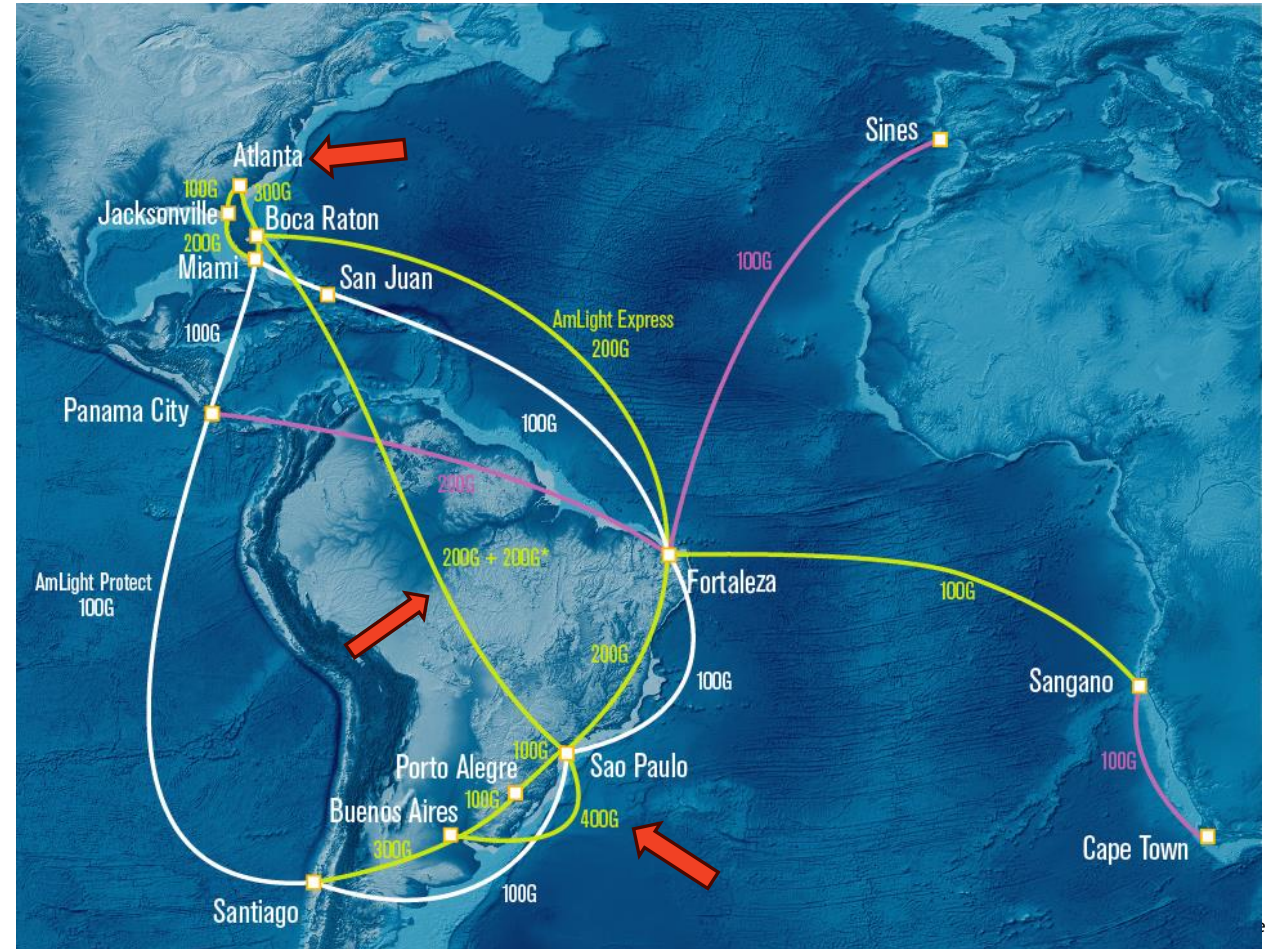 Sines
Atlanta
100G
300G
Jacksonville
Boca Raton
200G
Miami
San Juan
100G
AmLight Express
200G
100G
Panama City
100G
200G
200G + 200G*
AmLight Protect
100G
Fortaleza
100G
200G
100G
Sangano
100G
Porto Alegre
100G
Sao Paulo
Buenos Aires
100G
400G
300G
Cape Town
100G
Santiago
e